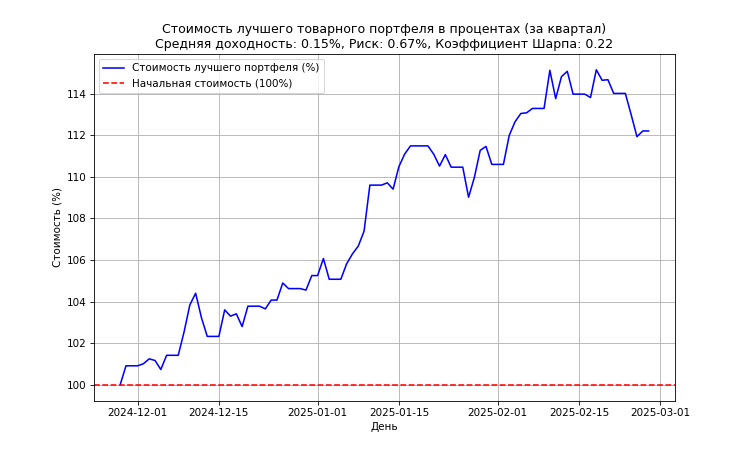 Стоимость лучшего товарного портфеля в процентах (за квартал)
Средняя доходность: 0.15%, Риск: 0.67%, Коэффициент Шарпа: 0.22
Стоимость лучшего портфеля (%)
Начальная стоимость (100%)
Стоимость (%)
114
112
110
108
106
104
102
100
2024-12-01
2024-12-15
2025-01-01
2025-01-15
2025-02-01
2025-02-15
2025-03-01
День